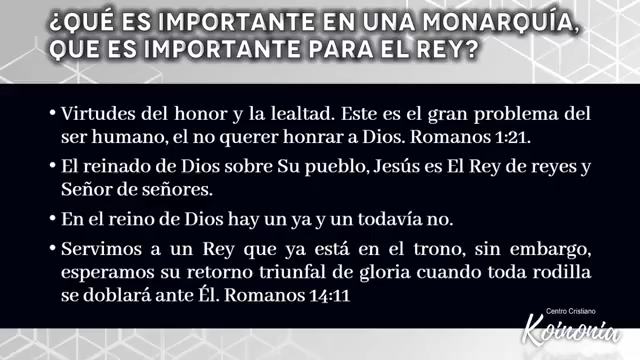 ¿QUÉ ES IMPORTANTE EN UNA MONARQUÍA,
QUE ES IMPORTANTE PARA EL REY?
• Virtudes del honor y la lealtad. Este es el gran problema del
ser humano, el no querer honrar a Dios. Romanos 1:21.
• El reinado de Dios sobre Su pueblo, Jesús es El Rey de reyes y
Señor de señores.
• En el reino de Dios hay un ya y un todavía no.
• Servimos a un Rey que ya está en el trono, sin embargo,
esperamos su retorno triunfal de gloria cuando toda rodilla
se doblará ante Él. Romanos 14:11
Centro Cristiano
Koinonia